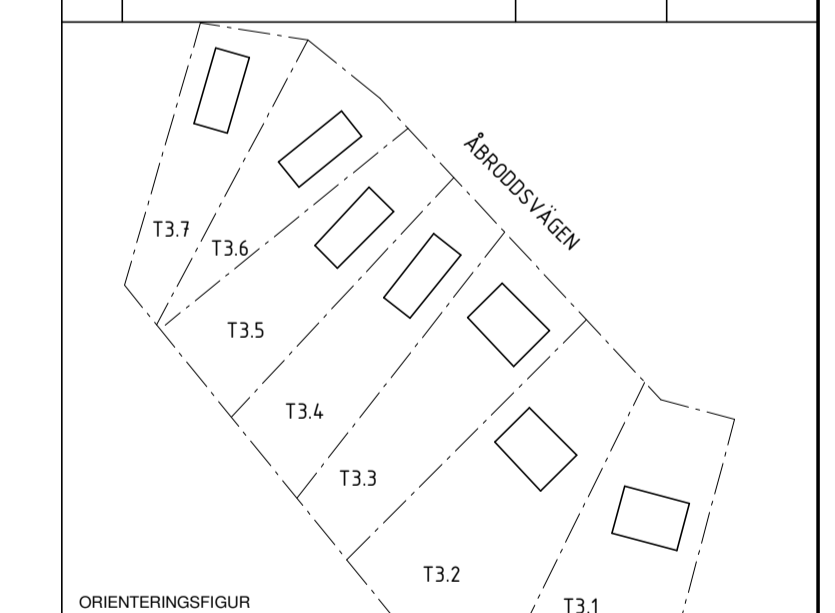 ÅBRODDSVÄGEN
T3.7
T3.6
T3.5
T3.4
T3.3
T3.2
T3.1
ORIENTERINGSFIGUR